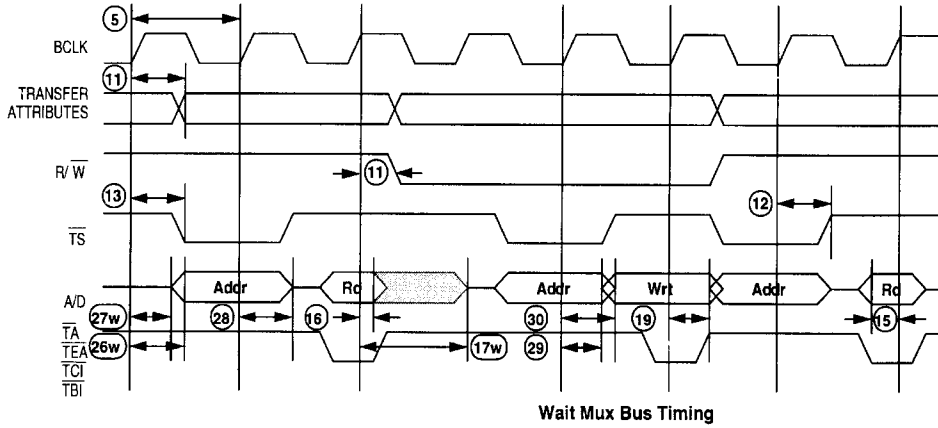 5
BCLK
11
TRANSFER
ATTRIBUTES
R/W
11
13
12
TS
Addr
Rd
Addr
Wrt
Addr
Rd
A/D
27w
28
16
30
19
15
TA
TEA
26w
17w
29
TCI
TBI
Wait Mux Bus Timing